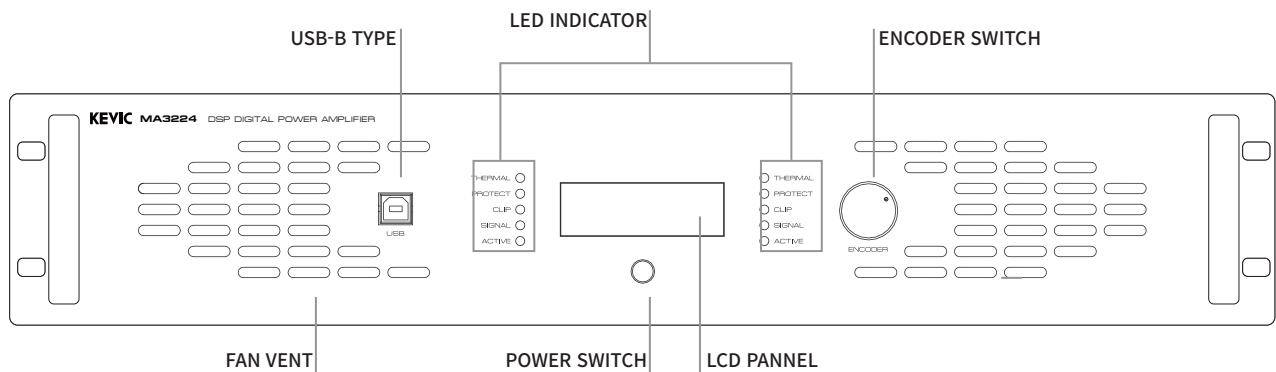 LED INDICATOR
USB-B TYPE
ENCODER SWITCH
KEVIC MA3224 DSP DIGITAL POWER AMPLIFIER
THERMAL
PROTECT
CLIP
SIGNAL
ACTIVE
USB
THERMAL
PROTECT
CLIP
SIGNAL
ACTIVE
ENCODER
FAN VENT
POWER SWITCH
LCD PANNEL